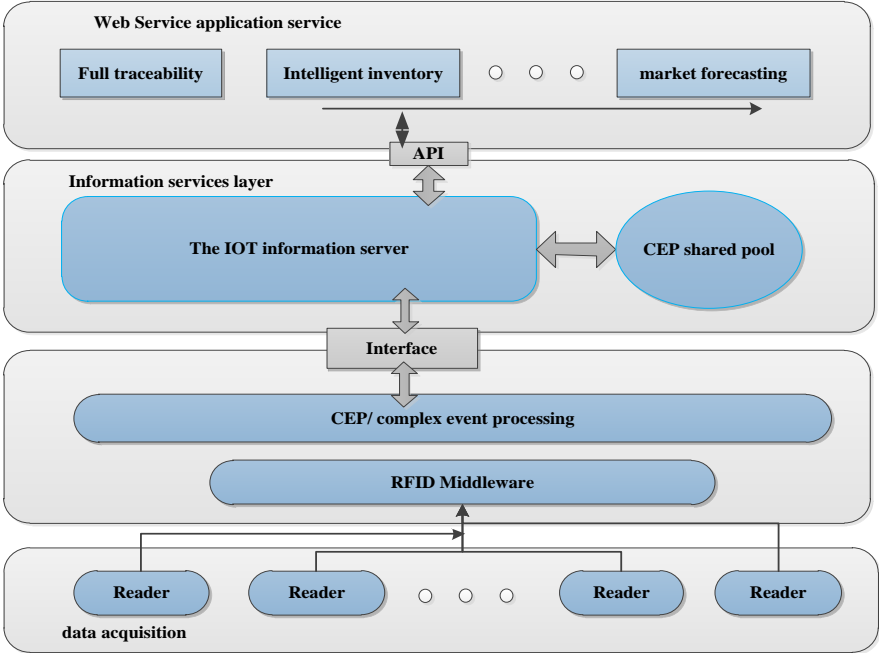 Web Service application service
Full traceability
Intelligent inventory
market forecasting
API
Information services layer
The IOT information server
CEP shared pool
Interface
CEP/ complex event processing
RFID Middleware
Reader
Reader
Reader
Reader
data acquisition